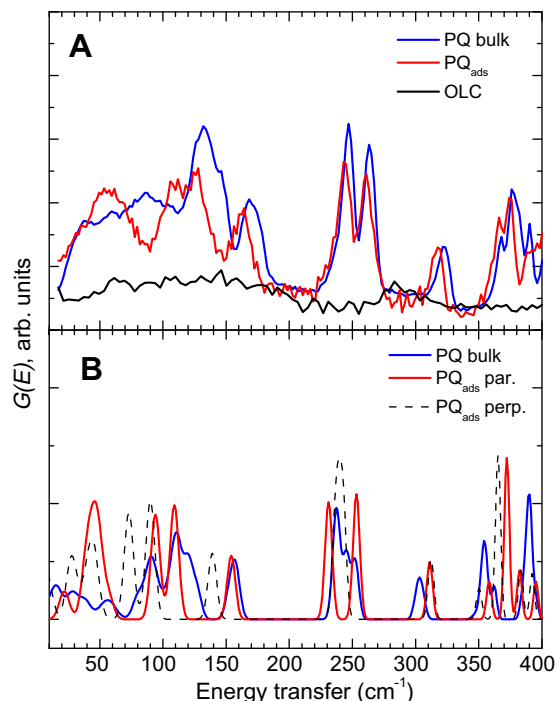 A
PQ bulk
PQads
OLC
G(E), arb. units
B
PQ bulk
PQads par.
PQads perp.
50 100 150 200 250 300 350 400
Energy transfer (cm-1)